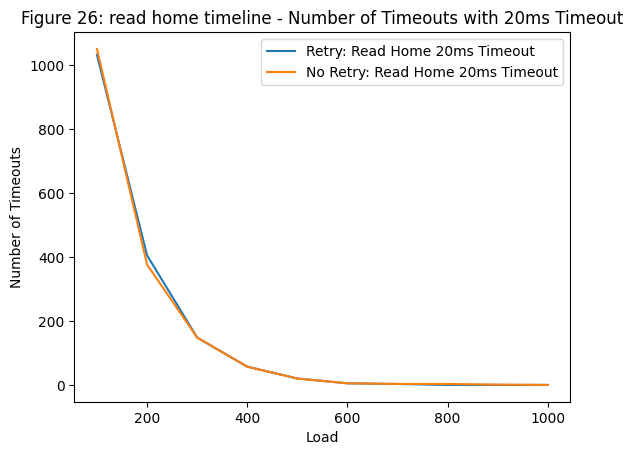 Figure 26: read home timeline - Number of Timeouts with 20ms Timeout
Retry: Read Home 20ms Timeout
No Retry: Read Home 20ms Timeout
Number of Timeouts
1000
800
600
400
200
0
200
400
600
800
1000
Load